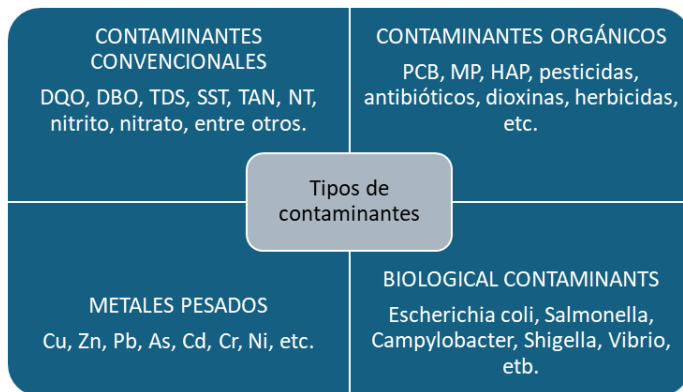 CONTAMINANTES
CONVENCIONALES
DQO, DBO, TDS, SST, TAN, NT,
nitrito, nitrato, entre otros.
CONTAMINANTES ORGÁNICOS
PCB, MP, HAP, pesticidas,
antibióticos, dioxinas, herbicidas,
etc.
Tipos de
contaminantes
METALES PESADOS
Cu, Zn, Pb, As, Cd, Cr, Ni, etc.
BIOLOGICAL CONTAMINANTS
Escherichia coli, Salmonella,
Campylobacter, Shigella, Vibrio,
etb.